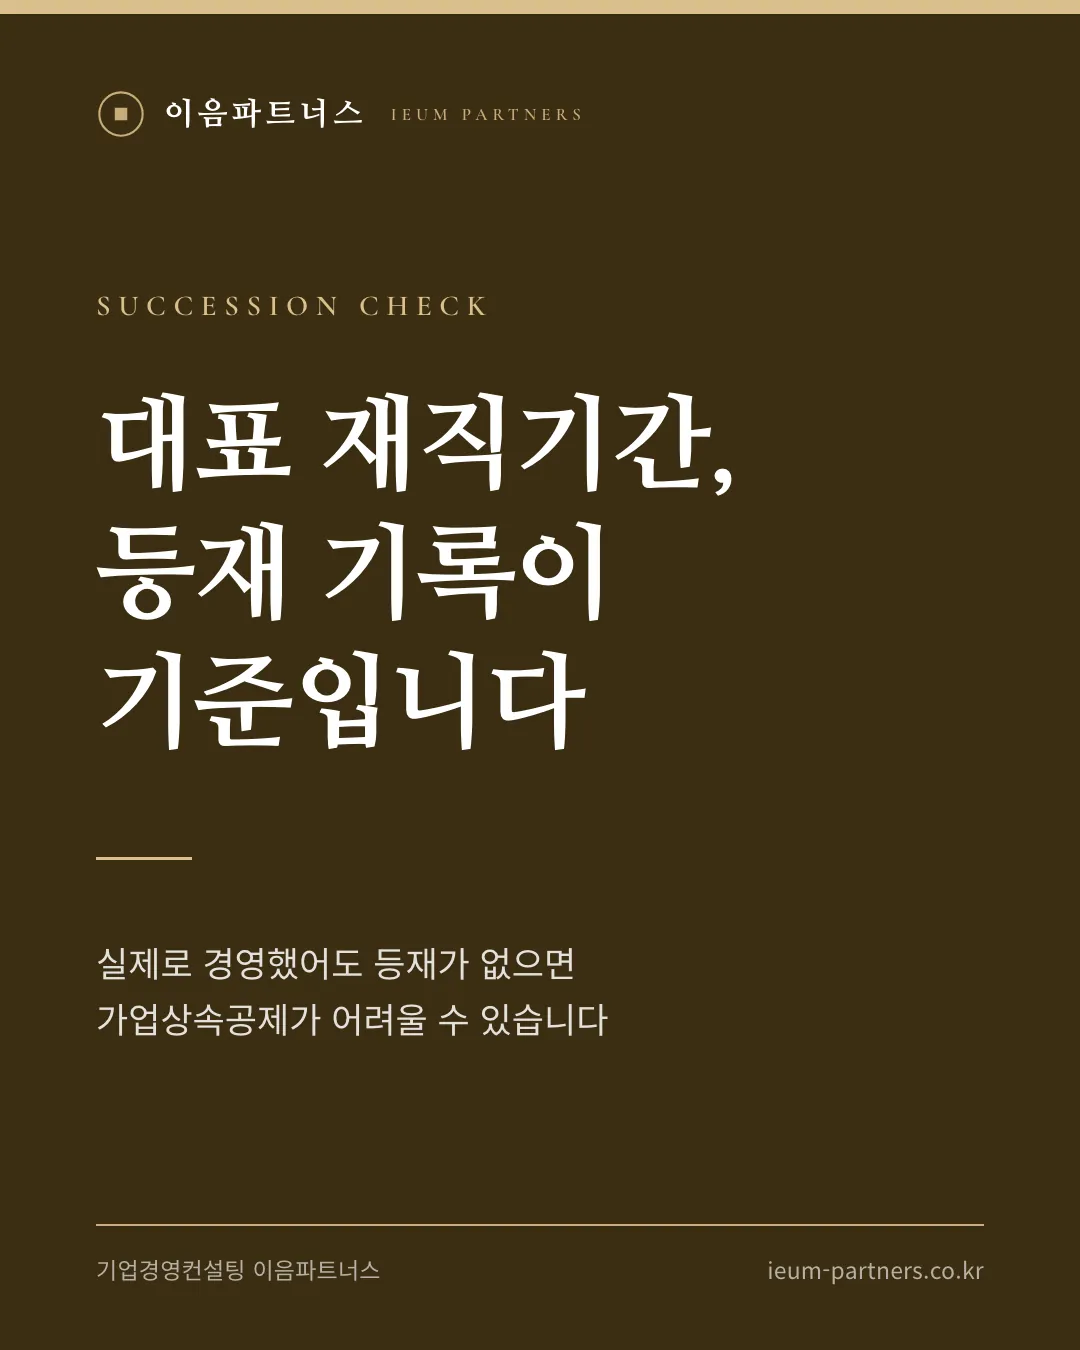 이음파트너스 IEUM PARTNERS
SUCCESSION CHECK
대표 재직기간,
등재 기록이
기준입니다
실제로 경영했어도 등재가 없으면
가업상속공제가 어려울 수 있습니다
기업경영컨설팅 이음파트너스
ieum-partners.co.kr